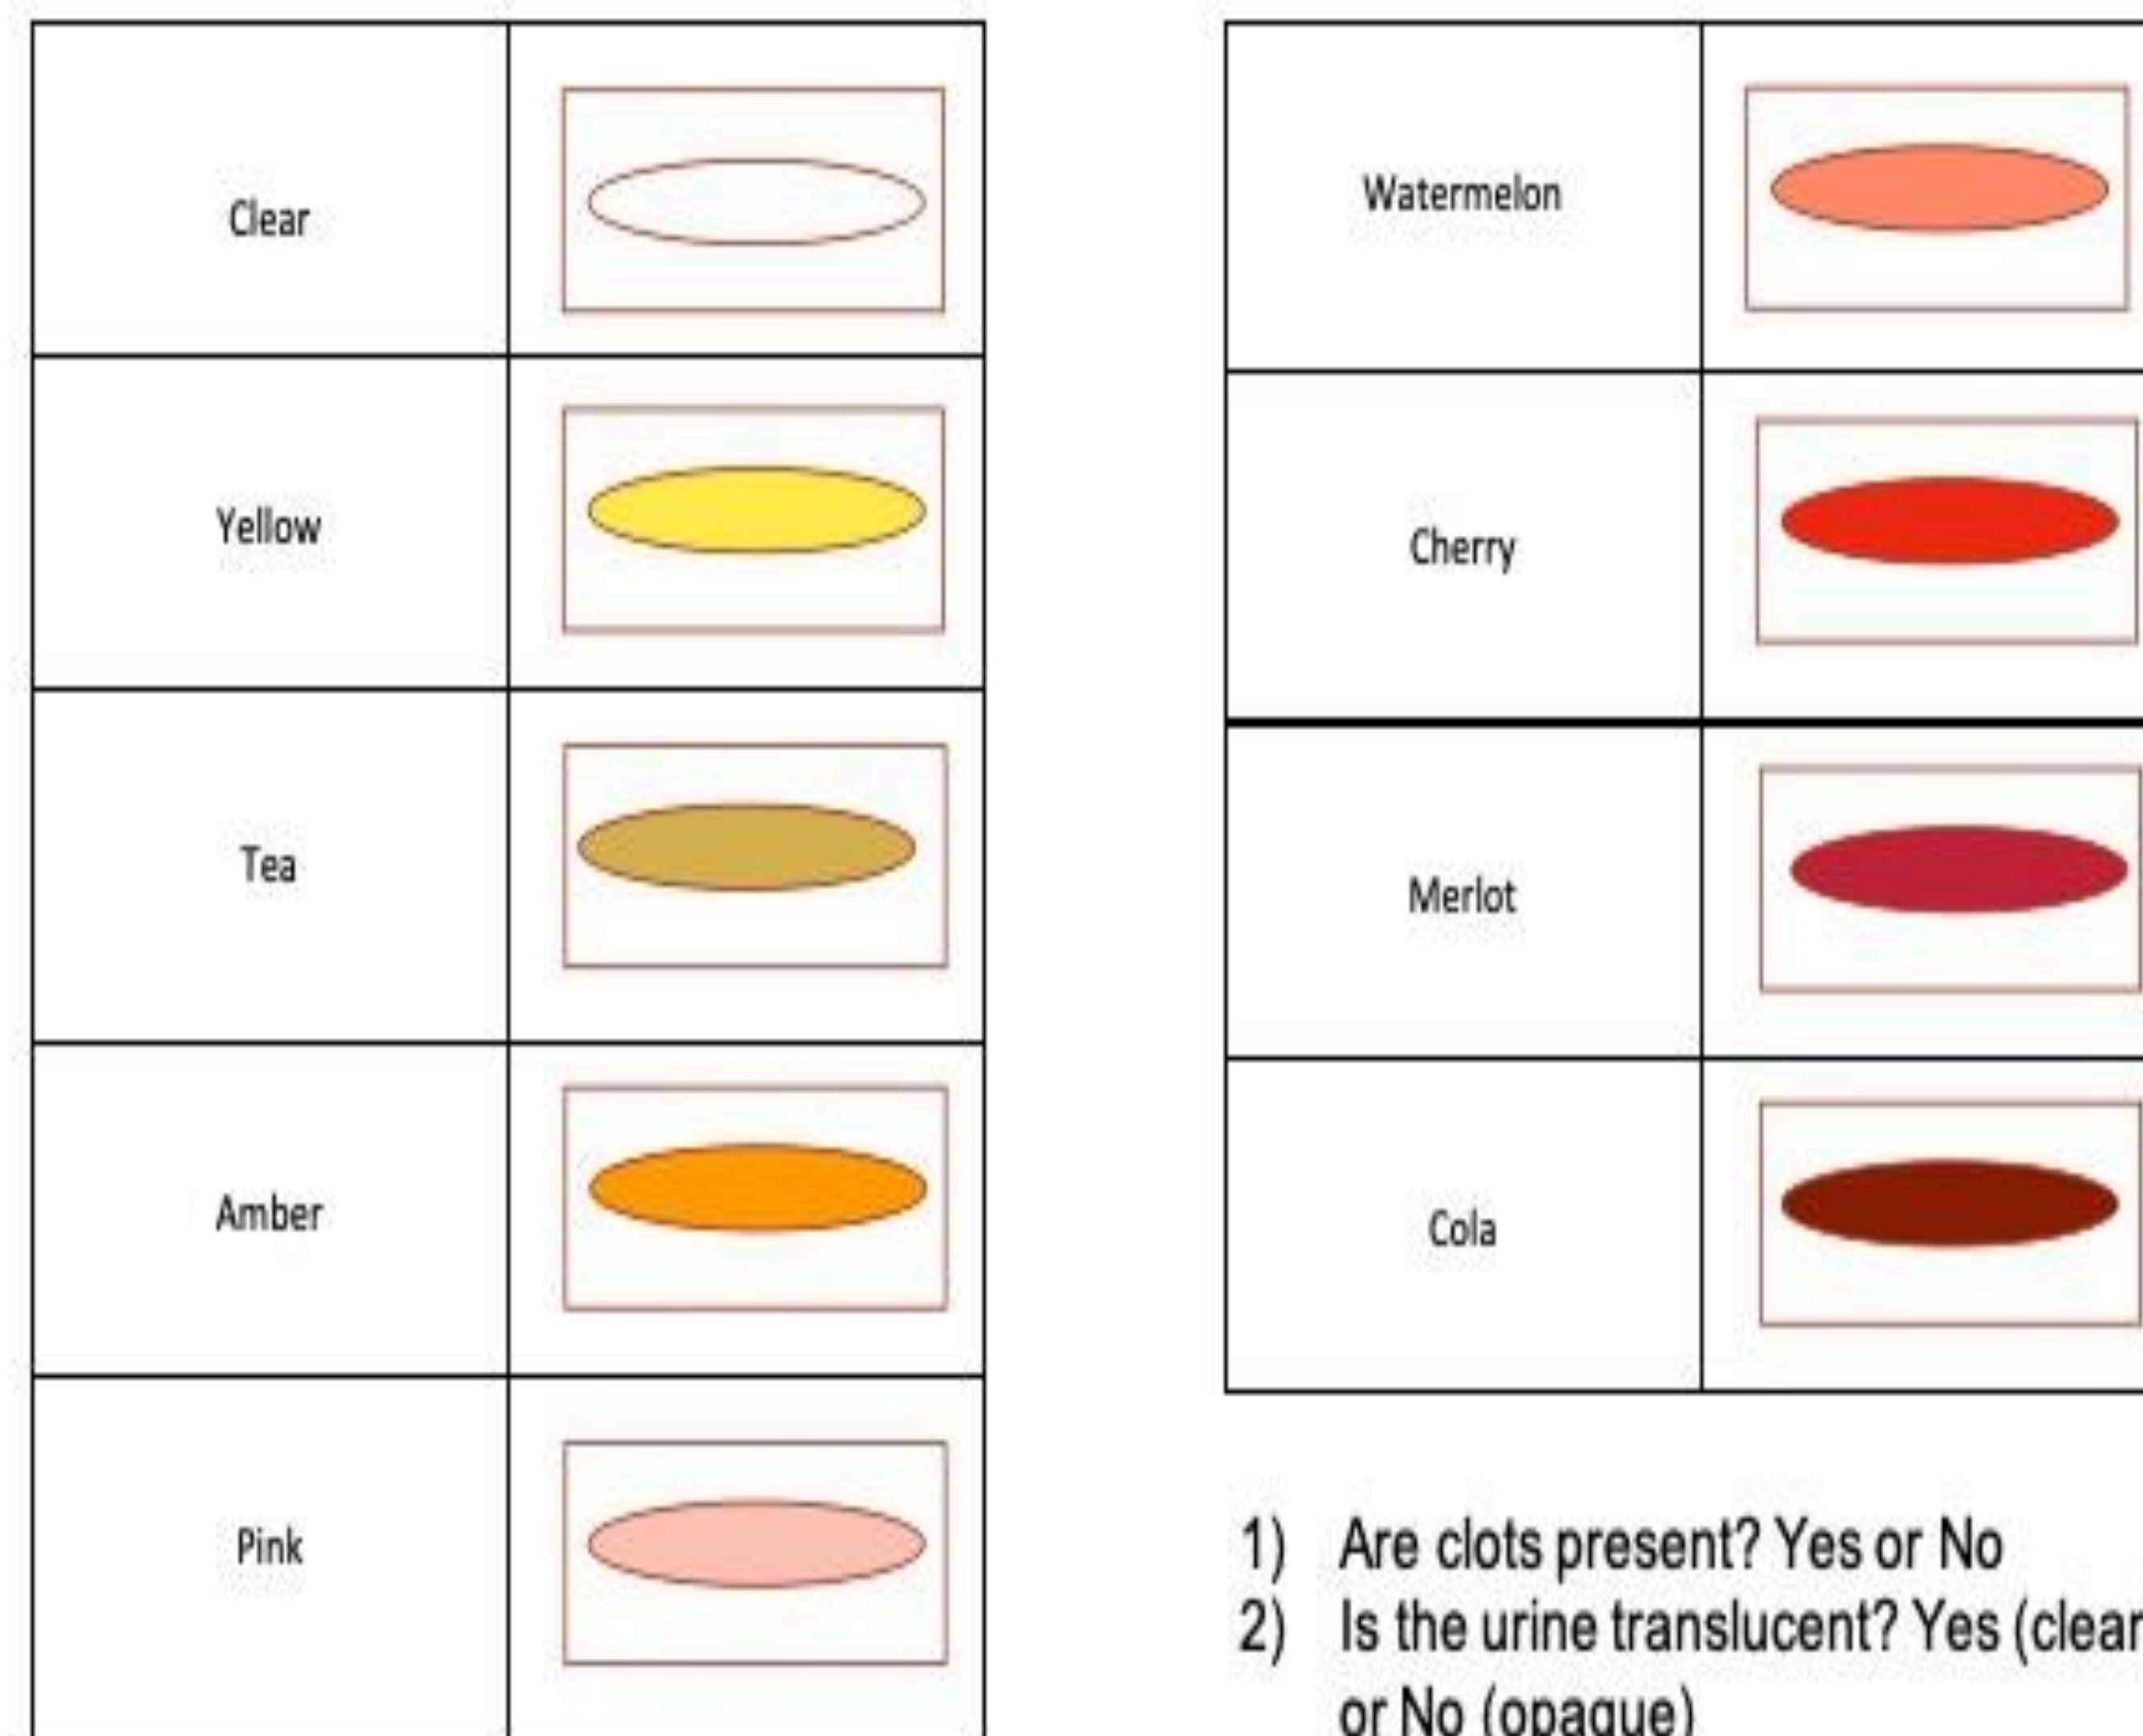 Clear
Yellow
Tea
Amber
Pink
Watermelon
Cherry
Merlot
Cola
1) Are clots present? Yes or No
2) Is the urine translucent? Yes (clear
or No (opaque)